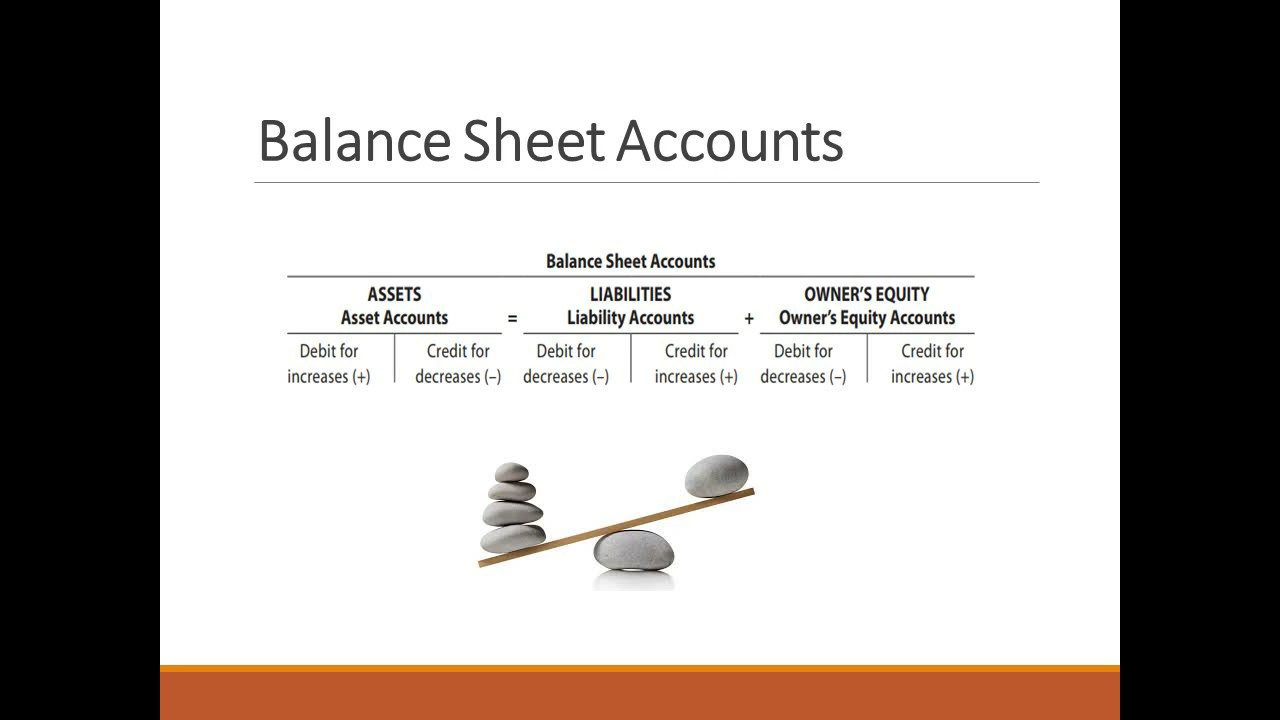 Balance Sheet Accounts
Balance Sheet Accounts
ASSETS LIABILITIES OWNER'S EQUITY
Asset Accounts = Liability Accounts + Owner's Equity Accounts
Debit for Credit for Debit for Credit for Debit for Credit for
increases (+) decreases (–) decreases (–) increases (+) decreases (–) increases (+)